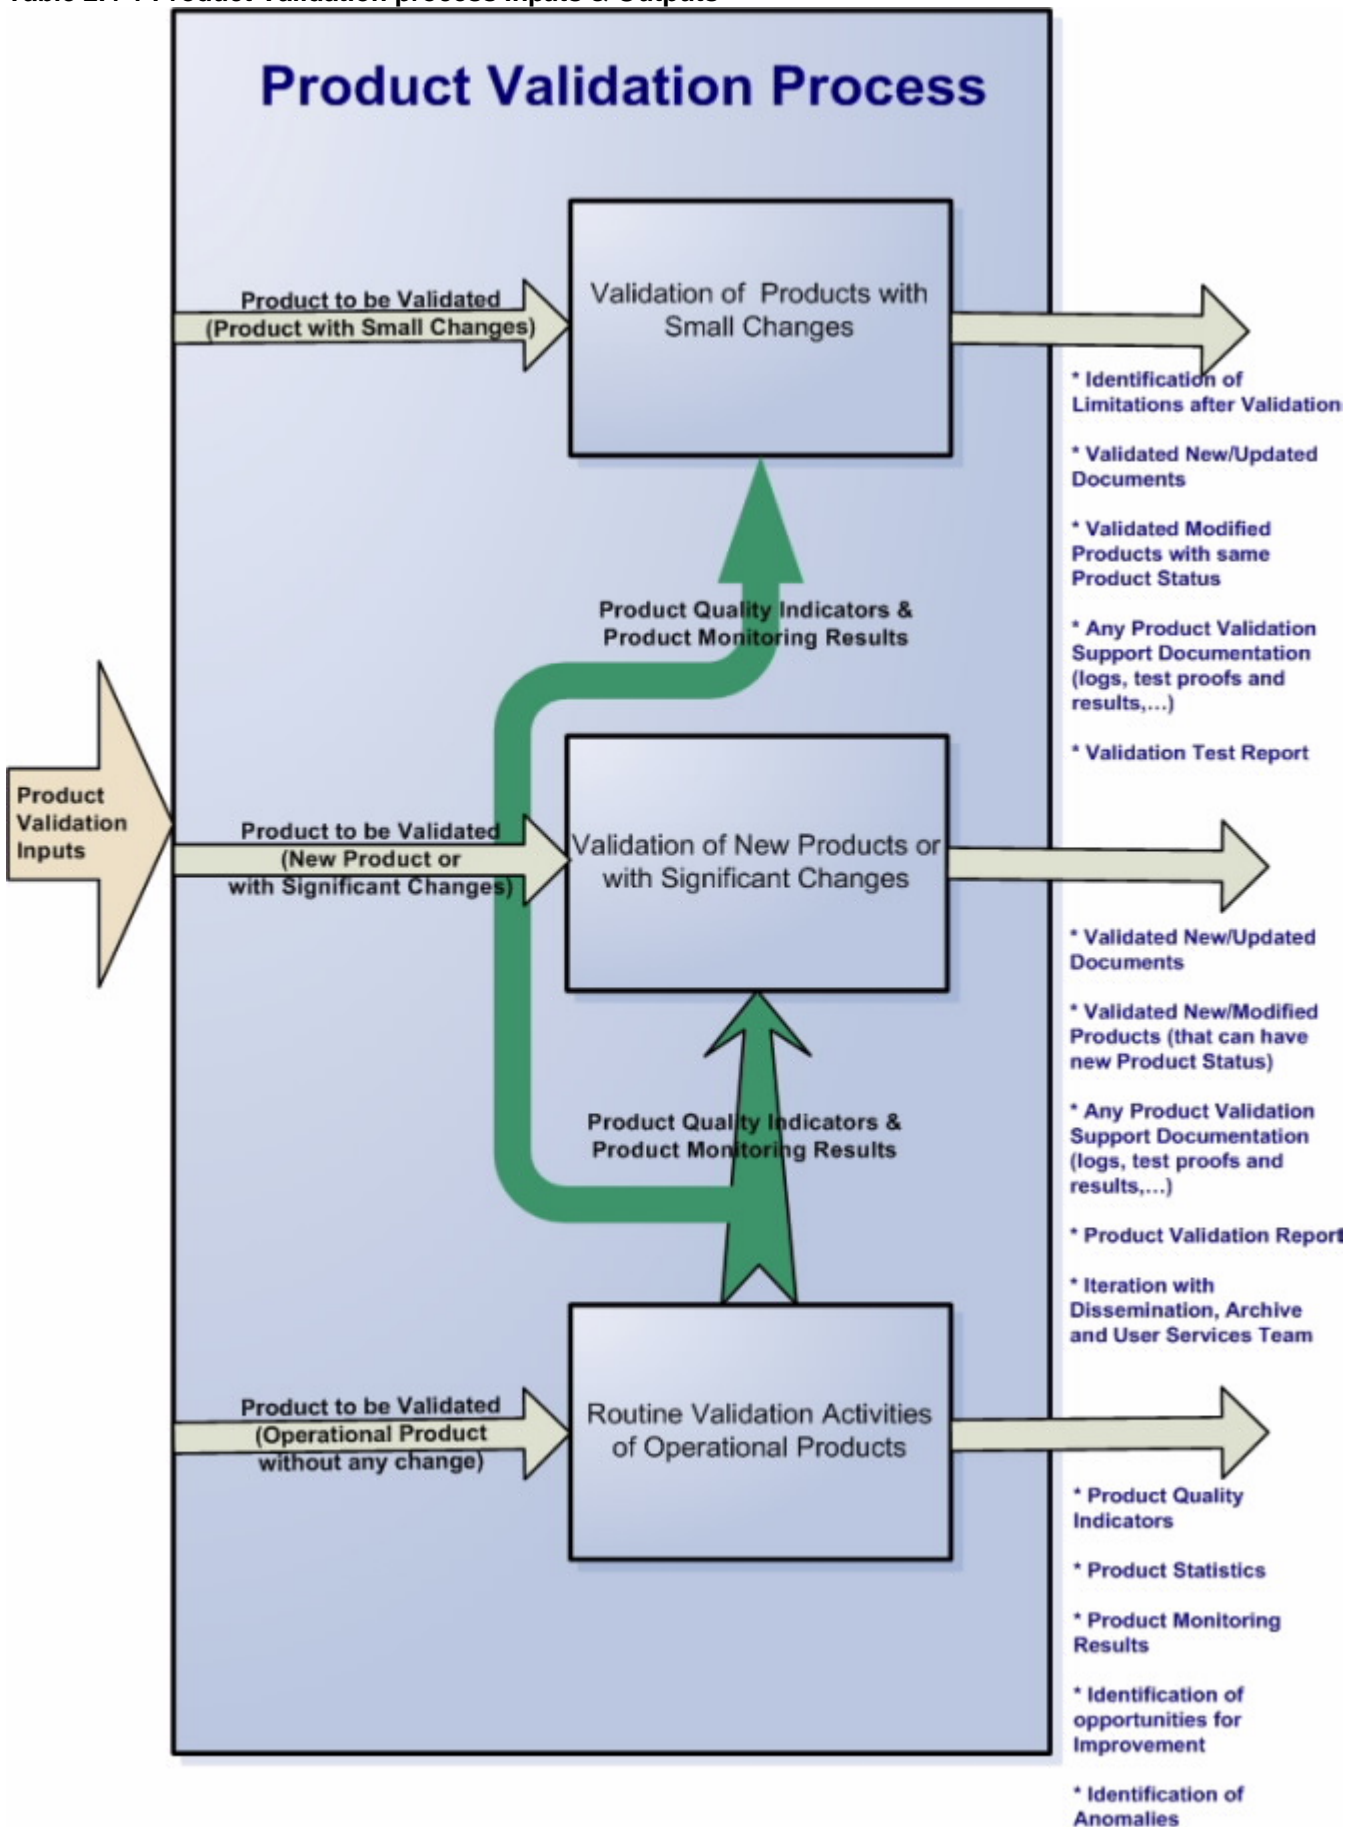 Product Validation Process
Product to be Validated
(Product with Small Changes)
Validation of Products with
Small Changes
* Identification of
Limitations after Validation
* Validated New/Updated
Documents
* Validated Modified
Products with same
Product Status
* Any Product Validation
Support Documentation
(logs, test proofs and
results,...)
* Validation Test Report
Product Quality Indicators &
Product Monitoring Results
Product
Validation
Inputs
Product to be Validated
(New Product or
with Significant Changes)
Validation of New Products or
with Significant Changes
* Validated New/Updated
Documents
* Validated New/Modified
Products (that can have
new Product Status)
* Any Product Validation
Support Documentation
(logs, test proofs and
results,...)
* Product Validation Report
* Iteration with
Dissemination, Archive
and User Services Team
Product Quality Indicators &
Product Monitoring Results
Product to be Validated
(Operational Product
without any change)
Routine Validation Activities
of Operational Products
* Product Quality
Indicators
* Product Statistics
* Product Monitoring
Results
* Identification of
opportunities for
Improvement
* Identification of
Anomalies